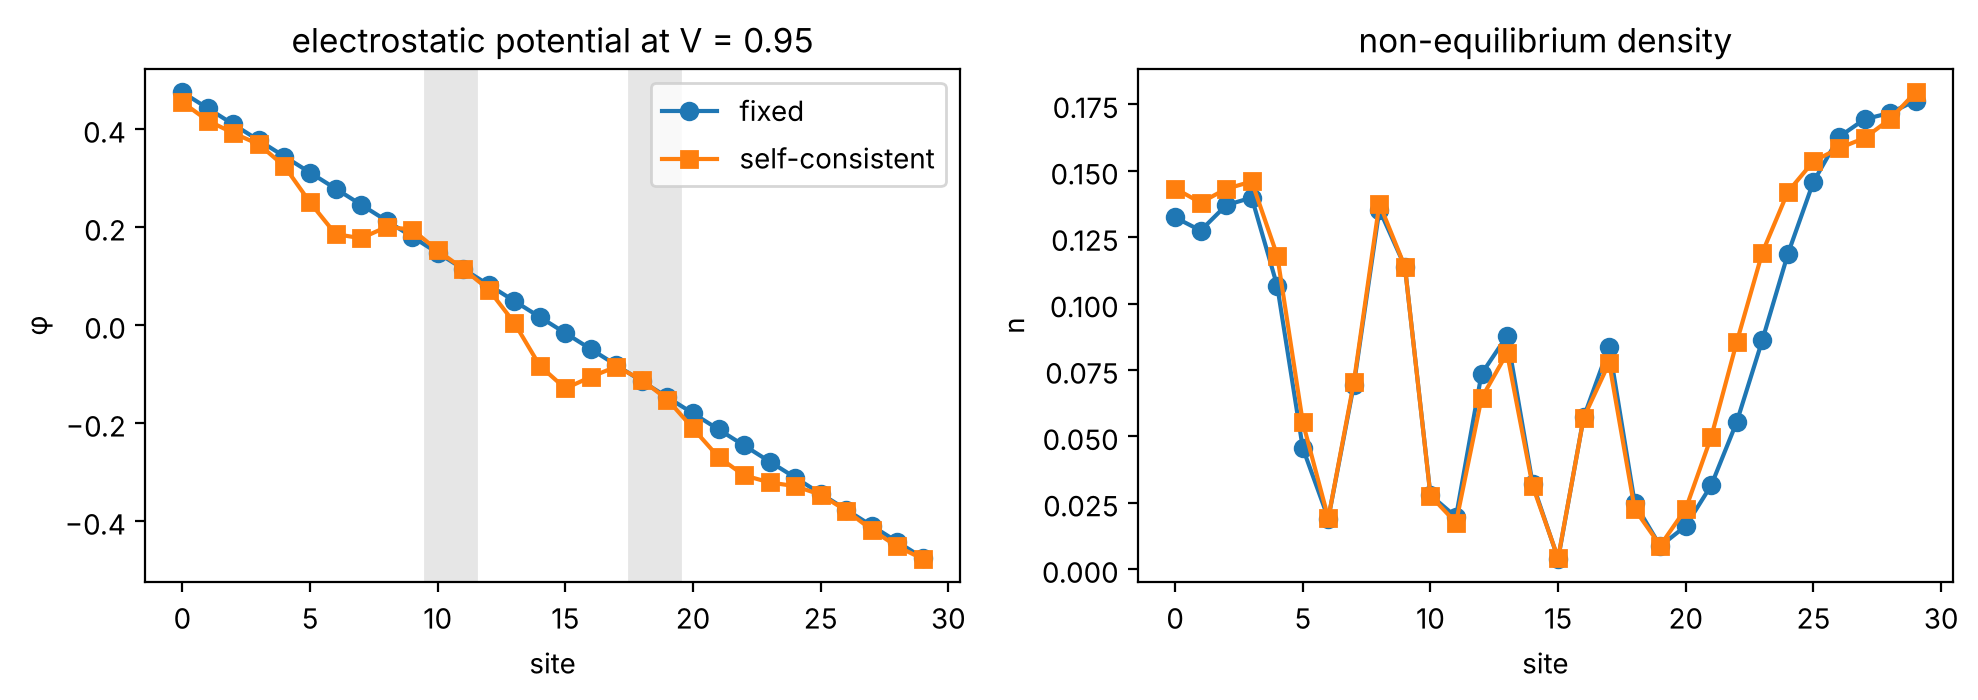 electrostatic potential at V = 0.95
φ
0.4
0.2
0.0
−0.2
−0.4
fixed
self-consistent
0 5 10 15 20 25 30
site
non-equilibrium density
n
0.175
0.150
0.125
0.100
0.075
0.050
0.025
0.000
0 5 10 15 20 25 30
site